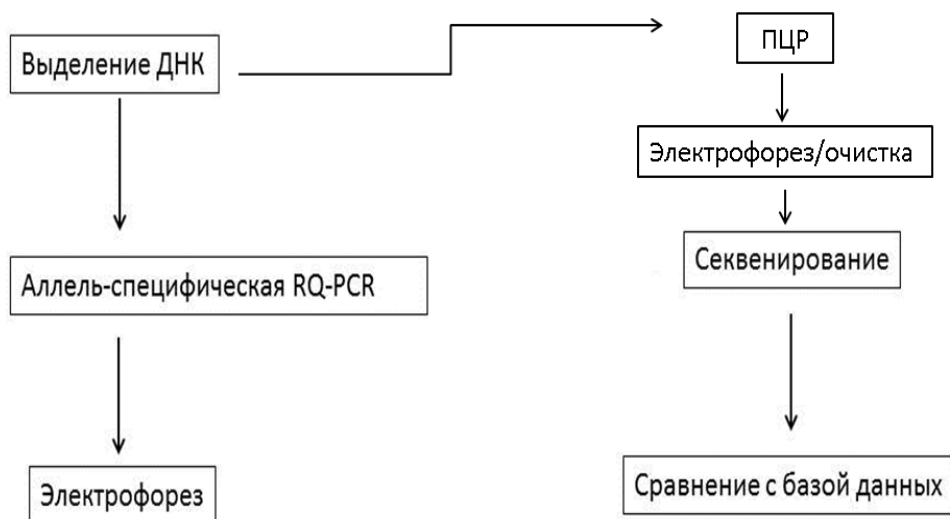 Выделение ДНК
ПЦР
Электрофорез/очистка
Секвенирование
Аллель-специфическая RQ-PCR
Электрофорез
Сравнение с базой данных